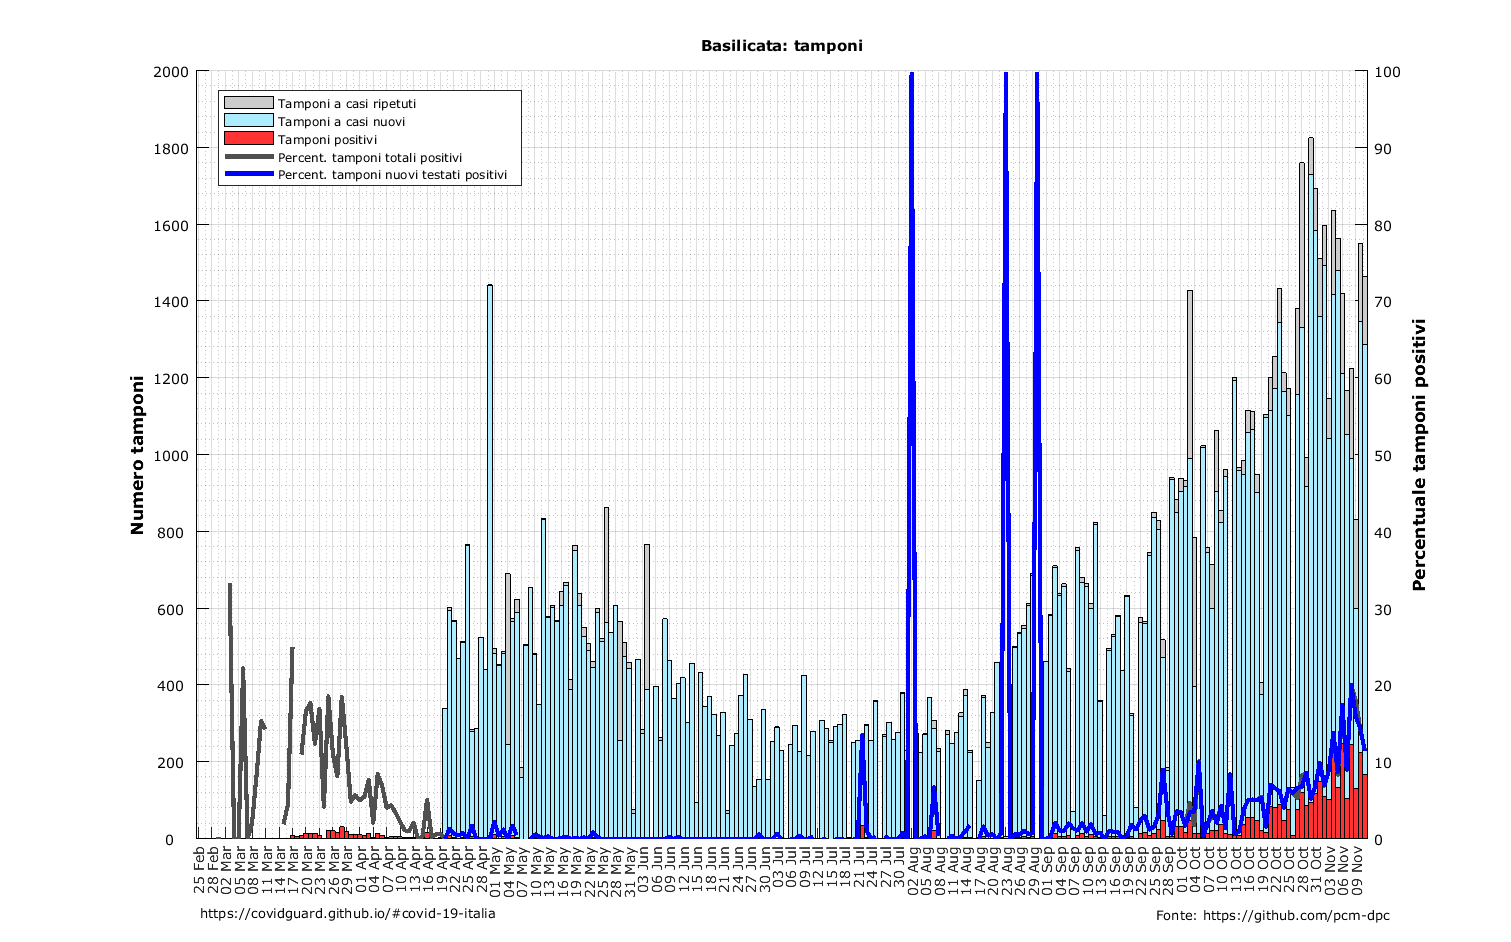 Basilicata: tamponi
Tamponi a casi ripetuti
Tamponi a casi nuovi
Tamponi positivi
Percent. tamponi totali positivi
Percent. tamponi nuovi testati positivi
Numero tamponi
2000
1800
1600
1400
1200
1000
800
600
400
200
0
100
90
80
70
60
50
40
30
20
10
0
Percentuale tamponi positivi
25 Feb
28 Feb
02 Mar
05 Mar
08 Mar
11 Mar
14 Mar
17 Mar
20 Mar
23 Mar
26 Mar
29 Mar
01 Apr
04 Apr
07 Apr
10 Apr
13 Apr
16 Apr
19 Apr
22 Apr
25 Apr
28 Apr
01 May
04 May
07 May
10 May
13 May
16 May
19 May
22 May
25 May
28 May
31 May
03 Jun
06 Jun
09 Jun
12 Jun
15 Jun
18 Jun
21 Jun
24 Jun
27 Jun
30 Jun
03 Jul
06 Jul
09 Jul
12 Jul
15 Jul
18 Jul
21 Jul
24 Jul
27 Jul
30 Jul
02 Aug
05 Aug
08 Aug
11 Aug
14 Aug
17 Aug
20 Aug
23 Aug
26 Aug
29 Aug
01 Sep
04 Sep
07 Sep
10 Sep
13 Sep
16 Sep
19 Sep
22 Sep
25 Sep
28 Sep
01 Oct
04 Oct
07 Oct
10 Oct
13 Oct
16 Oct
19 Oct
22 Oct
25 Oct
28 Oct
31 Oct
03 Nov
06 Nov
09 Nov
https://covidguard.github.io/#covid-19-italia
Fonte: https://github.com/pcm-dpc